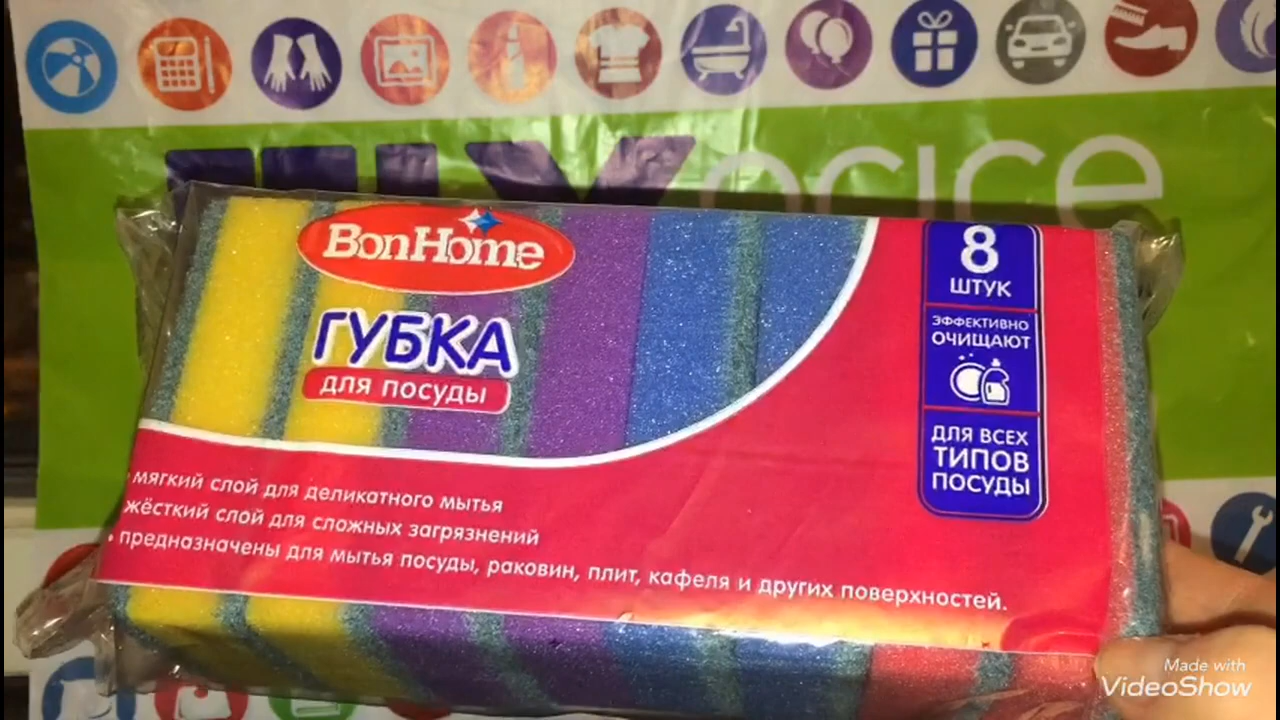 BonHome
ГУБКА
для посуды
8
ШТУК
ЭФФЕКТИВНО
ОЧИЩАЮТ
ДЛЯ ВСЕХ
ТИПОВ
ПОСУДЫ
мягкий слой для деликатного мытья
жёсткий слой для сложных загрязнений
• предназначены для мытья посуды, раковин, плит, кафеля и других поверхностей.
Made with
VideoShow